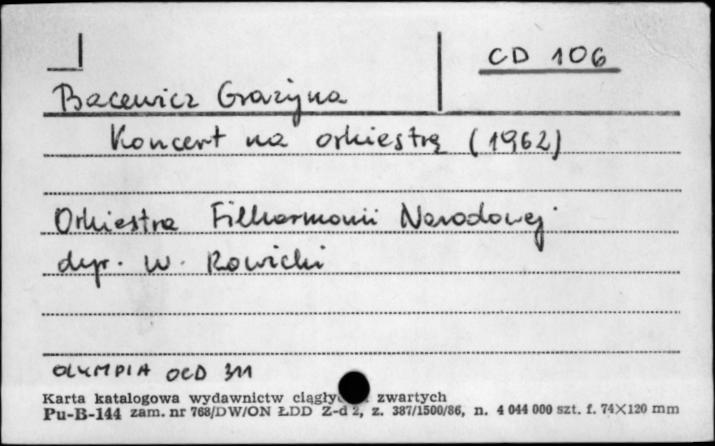 CD 106
Bacewicz Grażyna
Koncert na orkiestrę (1962)
Orkiestra Filharmonii Narodowej
dyr. W. Rowicki
OLYMPIA OCD 311
Karta katalogowa wydawnictw ciągły zwartych
Pu-B-144 zam. nr 768/DW/ON ŁDD Z-d 2, z. 387/1500/86, n. 4 044 000 szt. f. 74×120 mm